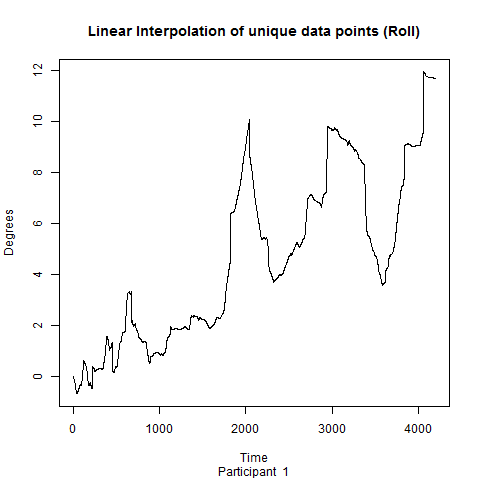 Linear Interpolation of unique data points (Roll)
Degrees
12
10
8
6
4
2
0
0 1000 2000 3000 4000
Time
Participant 1